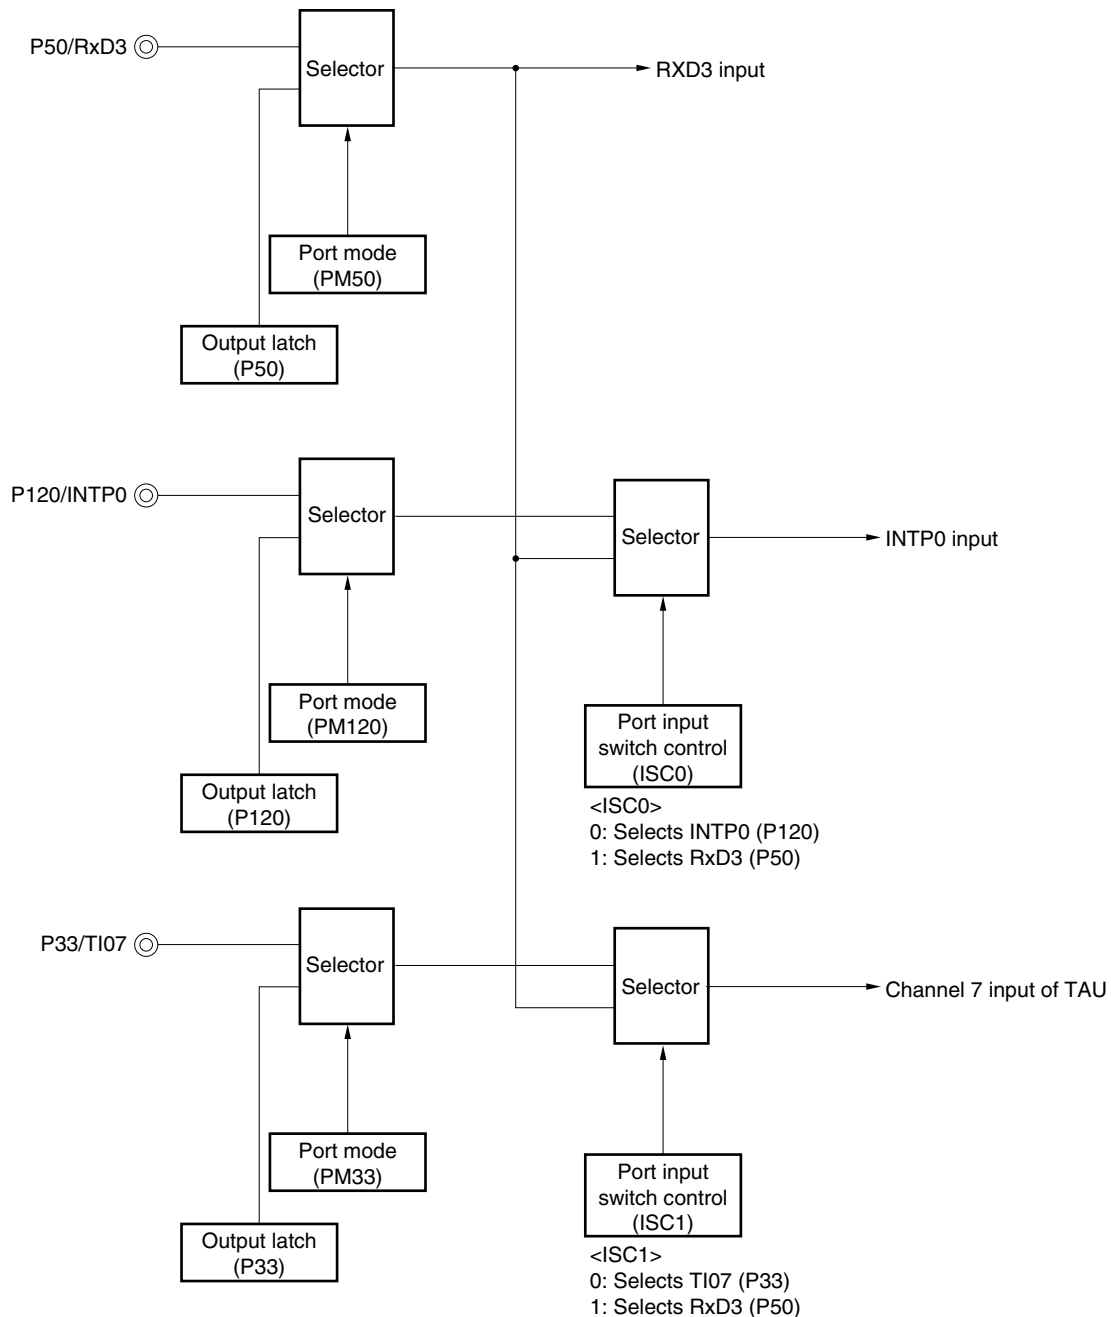 P50/RxD3
Selector
RXD3 input
Port mode
(PM50)
Output latch
(P50)
P120/INTP0
Selector
Selector
INTP0 input
Port mode
(PM120)
Port input
switch control
(ISC0)
Output latch
(P120)
<ISC0>
0: Selects INTP0 (P120)
1: Selects RxD3 (P50)
P33/TI07
Selector
Selector
Channel 7 input of TAU
Port mode
(PM33)
Port input
switch control
(ISC1)
Output latch
(P33)
<ISC1>
0: Selects TI07 (P33)
1: Selects RxD3 (P50)